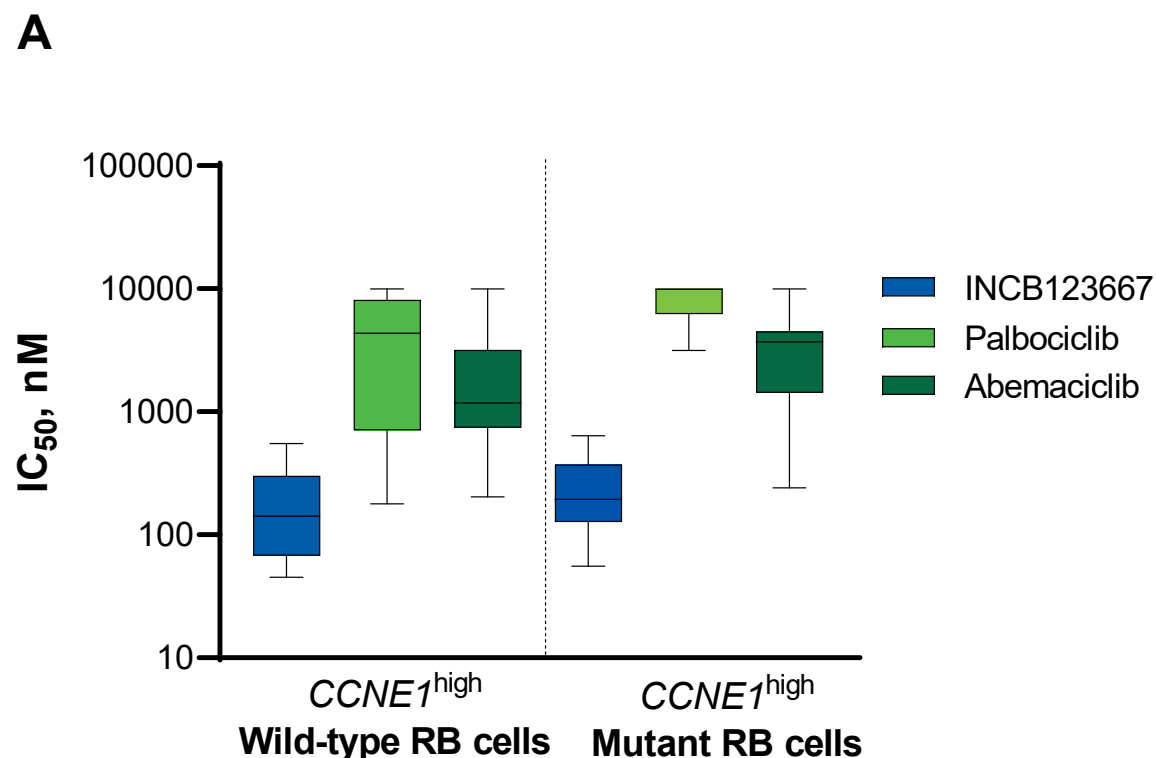 A
100000
10000
1000
100
10
IC50, nM
INCB123667
Palbociclib
Abemaciclib
CCNE1high
Wild-type RB cells
CCNE1high
Mutant RB cells